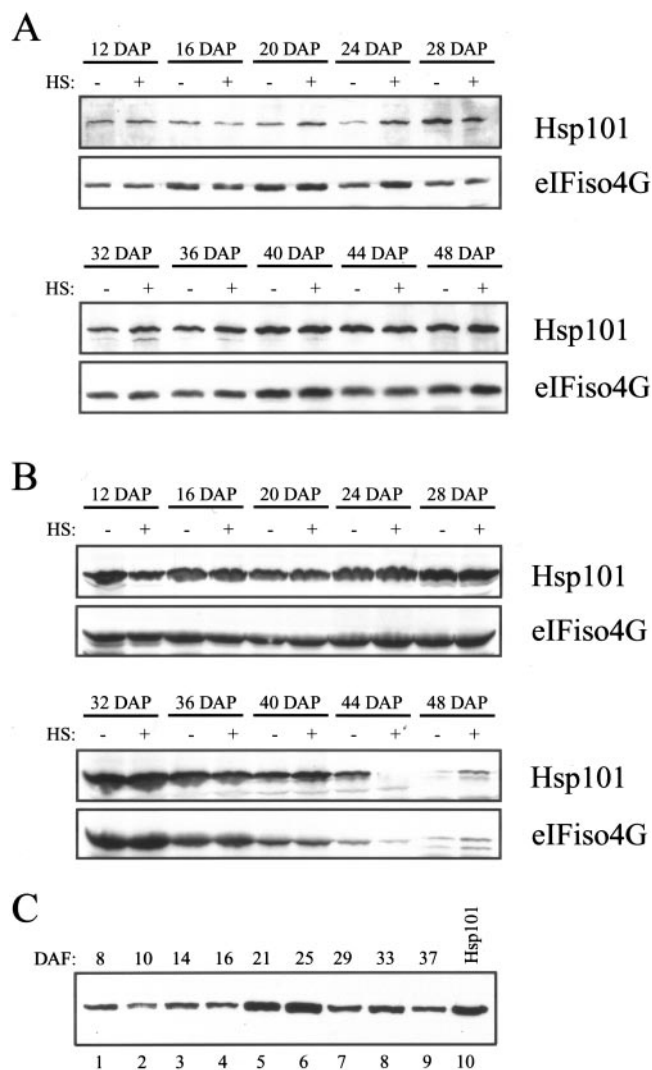 A
12 DAP 16 DAP 20 DAP 24 DAP 28 DAP
HS: - + - + - + - + - +
Hsp101
eIFiso4G
32 DAP 36 DAP 40 DAP 44 DAP 48 DAP
HS: - + - + - + - + - +
Hsp101
eIFiso4G
B
12 DAP 16 DAP 20 DAP 24 DAP 28 DAP
HS: - + - + - + - + - +
Hsp101
eIFiso4G
32 DAP 36 DAP 40 DAP 44 DAP 48 DAP
HS: - + - + - + - + - +
Hsp101
eIFiso4G
C
DAF: 8 10 14 16 21 25 29 33 37 Hsp101
1 2 3 4 5 6 7 8 9 10